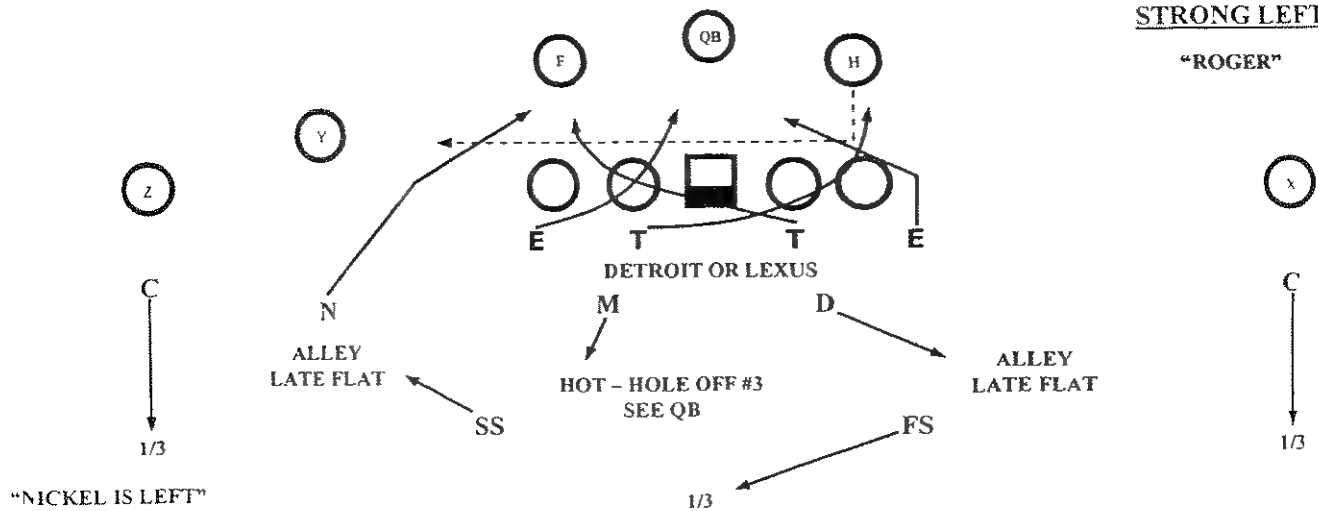 STRONG LEFT
"ROGER"
QB
F
H
Y
Z
X
E T T E
DETROIT OR LEXUS
C
N
M
D
C
ALLEY
LATE FLAT
HOT – HOLE OFF #3
SEE QB
ALLEY
LATE FLAT
SS
FS
1/3
1/3
"NICKEL IS LEFT"
1/3